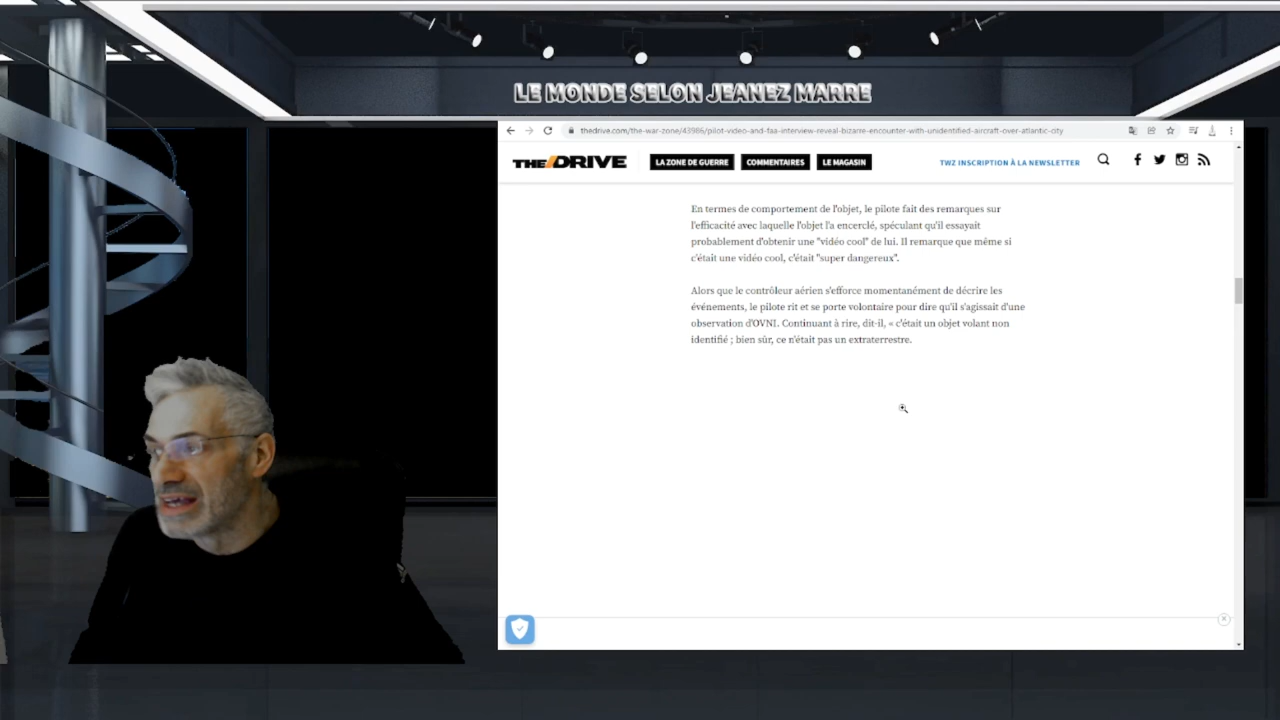 LE MONDE SELON JEANEZ MARRE
thedrive.com/the-war-zone/43986/pilot-video-and-faa-interview-reveal-bizarre-encounter-with-unidentified-aircraft-over-atlantic-city
THE/DRIVE
LA ZONE DE GUERRE
COMMENTAIRES
LE MAGASIN
TWZ INSCRIPTION À LA NEWSLETTER
En termes de comportement de l'objet, le pilote fait des remarques sur
l'efficacité avec laquelle l'objet l'a encerclé, spéculant qu'il essayait
probablement d'obtenir une "vidéo cool" de lui. Il remarque que même si
c'était une vidéo cool, c'était "super dangereux".
Alors que le contrôleur aérien s'efforce momentanément de décrire les
événements, le pilote rit et se porte volontaire pour dire qu'il s'agissait d'une
observation d'OVNI. Continuant à rire, dit-il, « c'était un objet volant non
identifié ; bien sûr, ce n'était pas un extraterrestre.